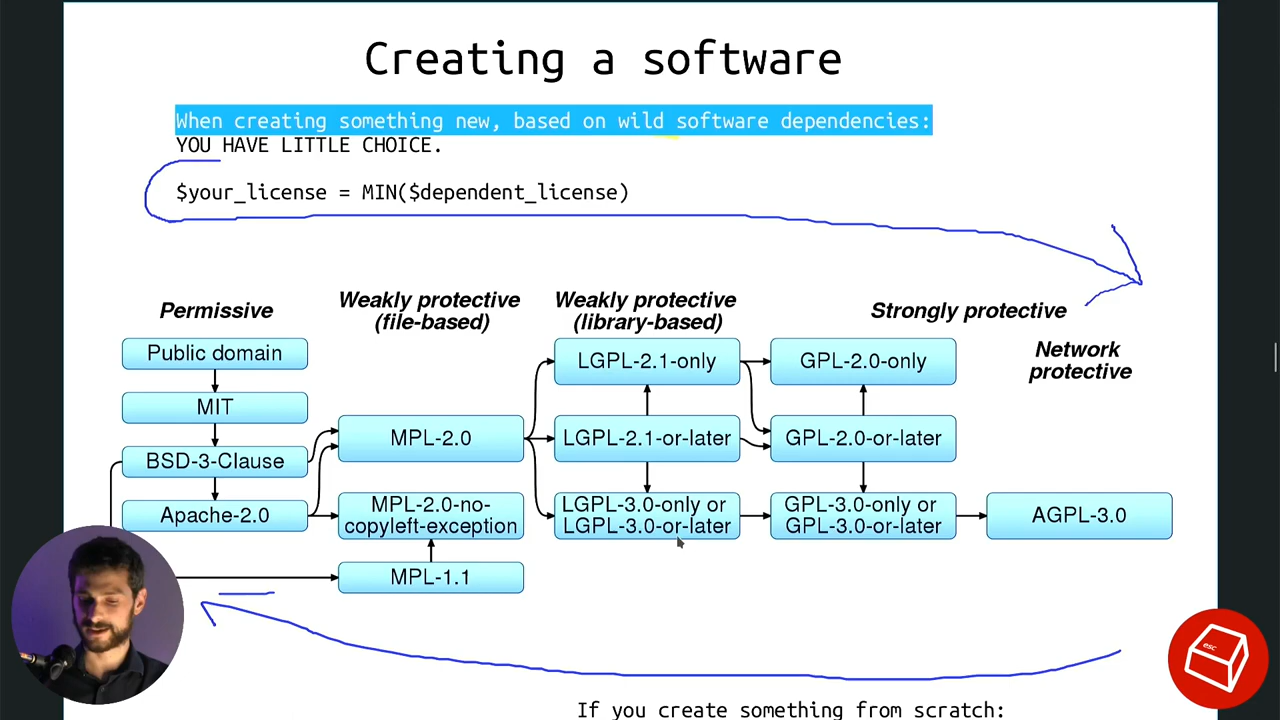 Creating a software
When creating something new, based on wild software dependencies:
YOU HAVE LITTLE CHOICE.
$your_license = MIN($dependent_license)
Permissive
Weakly protective
(file-based)
Weakly protective
(library-based)
Strongly protective
Network
protective
Public domain
MIT
BSD-3-Clause
Apache-2.0
MPL-2.0
MPL-2.0-no-
copyleft-exception
MPL-1.1
LGPL-2.1-only
LGPL-2.1-or-later
LGPL-3.0-only or
LGPL-3.0-or-later
GPL-2.0-only
GPL-2.0-or-later
GPL-3.0-only or
GPL-3.0-or-later
AGPL-3.0
esc
If you create something from scratch: